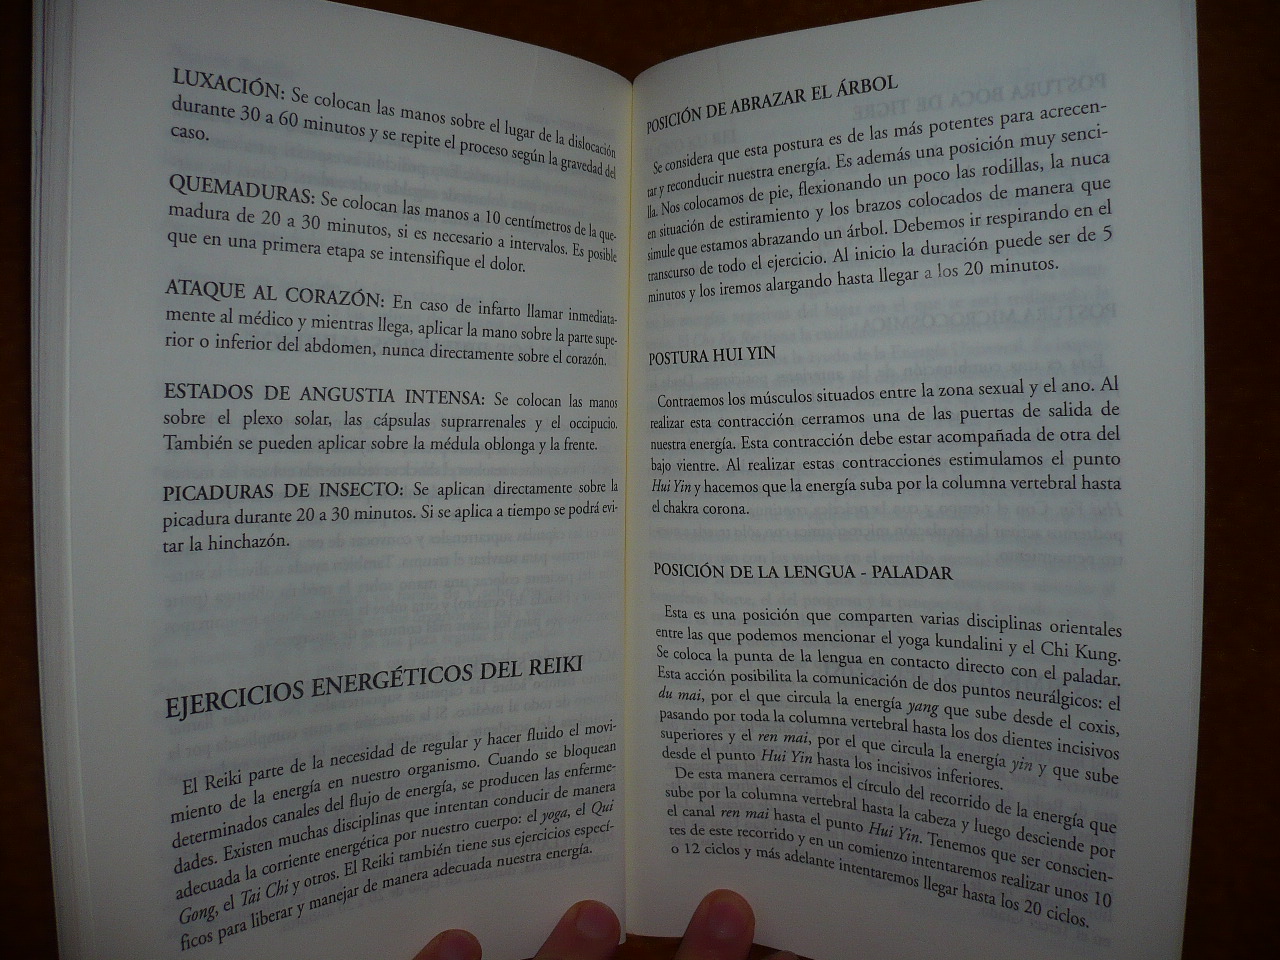 LUXACIÓN: Se colocan las manos sobre el lugar de la dislocación
durante 30 a 60 minutos y se repite el proceso según la gravedad del
caso.
QUEMADURAS: Se colocan las manos a 10 centímetros de la que-
madura de 20 a 30 minutos, si es necesario a intervalos. Es posible
que en una primera etapa se intensifique el dolor.
ATAQUE AL CORAZÓN: En caso de infarto llamar inmediata-
mente al médico y mientras llega, aplicar la mano sobre la parte supe-
rior o inferior del abdomen, nunca directamente sobre el corazón.
ESTADOS DE ANGUSTIA INTENSA: Se colocan las manos
sobre el plexo solar, las cápsulas suprarrenales y el occipucio.
También se pueden aplicar sobre la médula oblonga y la frente.
PICADURAS DE INSECTO: Se aplican directamente sobre la
picadura durante 20 a 30 minutos. Si se aplica a tiempo se podrá evi-
tar la hinchazón.
EJERCICIOS ENERGÉTICOS DEL REIKI
El Reiki parte de la necesidad de regular y hacer fluido el movi-
miento de la energía en nuestro organismo. Cuando se bloquean
determinados canales del flujo de energía, se producen las enferme-
dades. Existen muchas disciplinas que intentan conducir de manera
adecuada la corriente energética por nuestro cuerpo: el yoga, el Qui
Gong, el Tai Chi y otros. El Reiki también tiene sus ejercicios especí-
ficos para liberar y manejar de manera adecuada nuestra energía.
POSICIÓN DE ABRAZAR EL ÁRBOL
Se considera que esta postura es de las más potentes para acrecen-
tar y reconducir nuestra energía. Es además una posición muy senci-
lla. Nos colocamos de pie, flexionando un poco las rodillas, la nuca
en situación de estiramiento y los brazos colocados de manera que
simule que estamos abrazando un árbol. Debemos ir respirando en el
transcurso de todo el ejercicio. Al inicio la duración puede ser de 5
minutos y los iremos alargando hasta llegar a los 20 minutos.
POSTURA HUI YIN
Contraemos los músculos situados entre la zona sexual y el ano. Al
realizar esta contracción cerramos una de las puertas de salida de
nuestra energía. Esta contracción debe estar acompañada de otra del
bajo vientre. Al realizar estas contracciones estimulamos el punto
Hui Yin y hacemos que la energía suba por la columna vertebral hasta
el chakra corona.
POSICIÓN DE LA LENGUA - PALADAR
Esta es una posición que comparten varias disciplinas orientales
entre las que podemos mencionar el yoga kundalini y el Chi Kung.
Se coloca la punta de la lengua en contacto directo con el paladar.
Esta acción posibilita la comunicación de dos puntos neurálgicos: el
du mai, por el que circula la energía yang que sube desde el coxis,
pasando por toda la columna vertebral hasta los dos dientes incisivos
superiores y el ren mai, por el que circula la energía yin y que sube
desde el punto Hui Yin hasta los incisivos inferiores.
De esta manera cerramos el círculo del recorrido de la energía que
sube por la columna vertebral hasta la cabeza y luego desciende por
el canal ren mai hasta el punto Hui Yin. Tenemos que ser conscien-
tes de este recorrido y en un comienzo intentaremos realizar unos 10
o 12 ciclos y más adelante intentaremos llegar hasta los 20 ciclos.